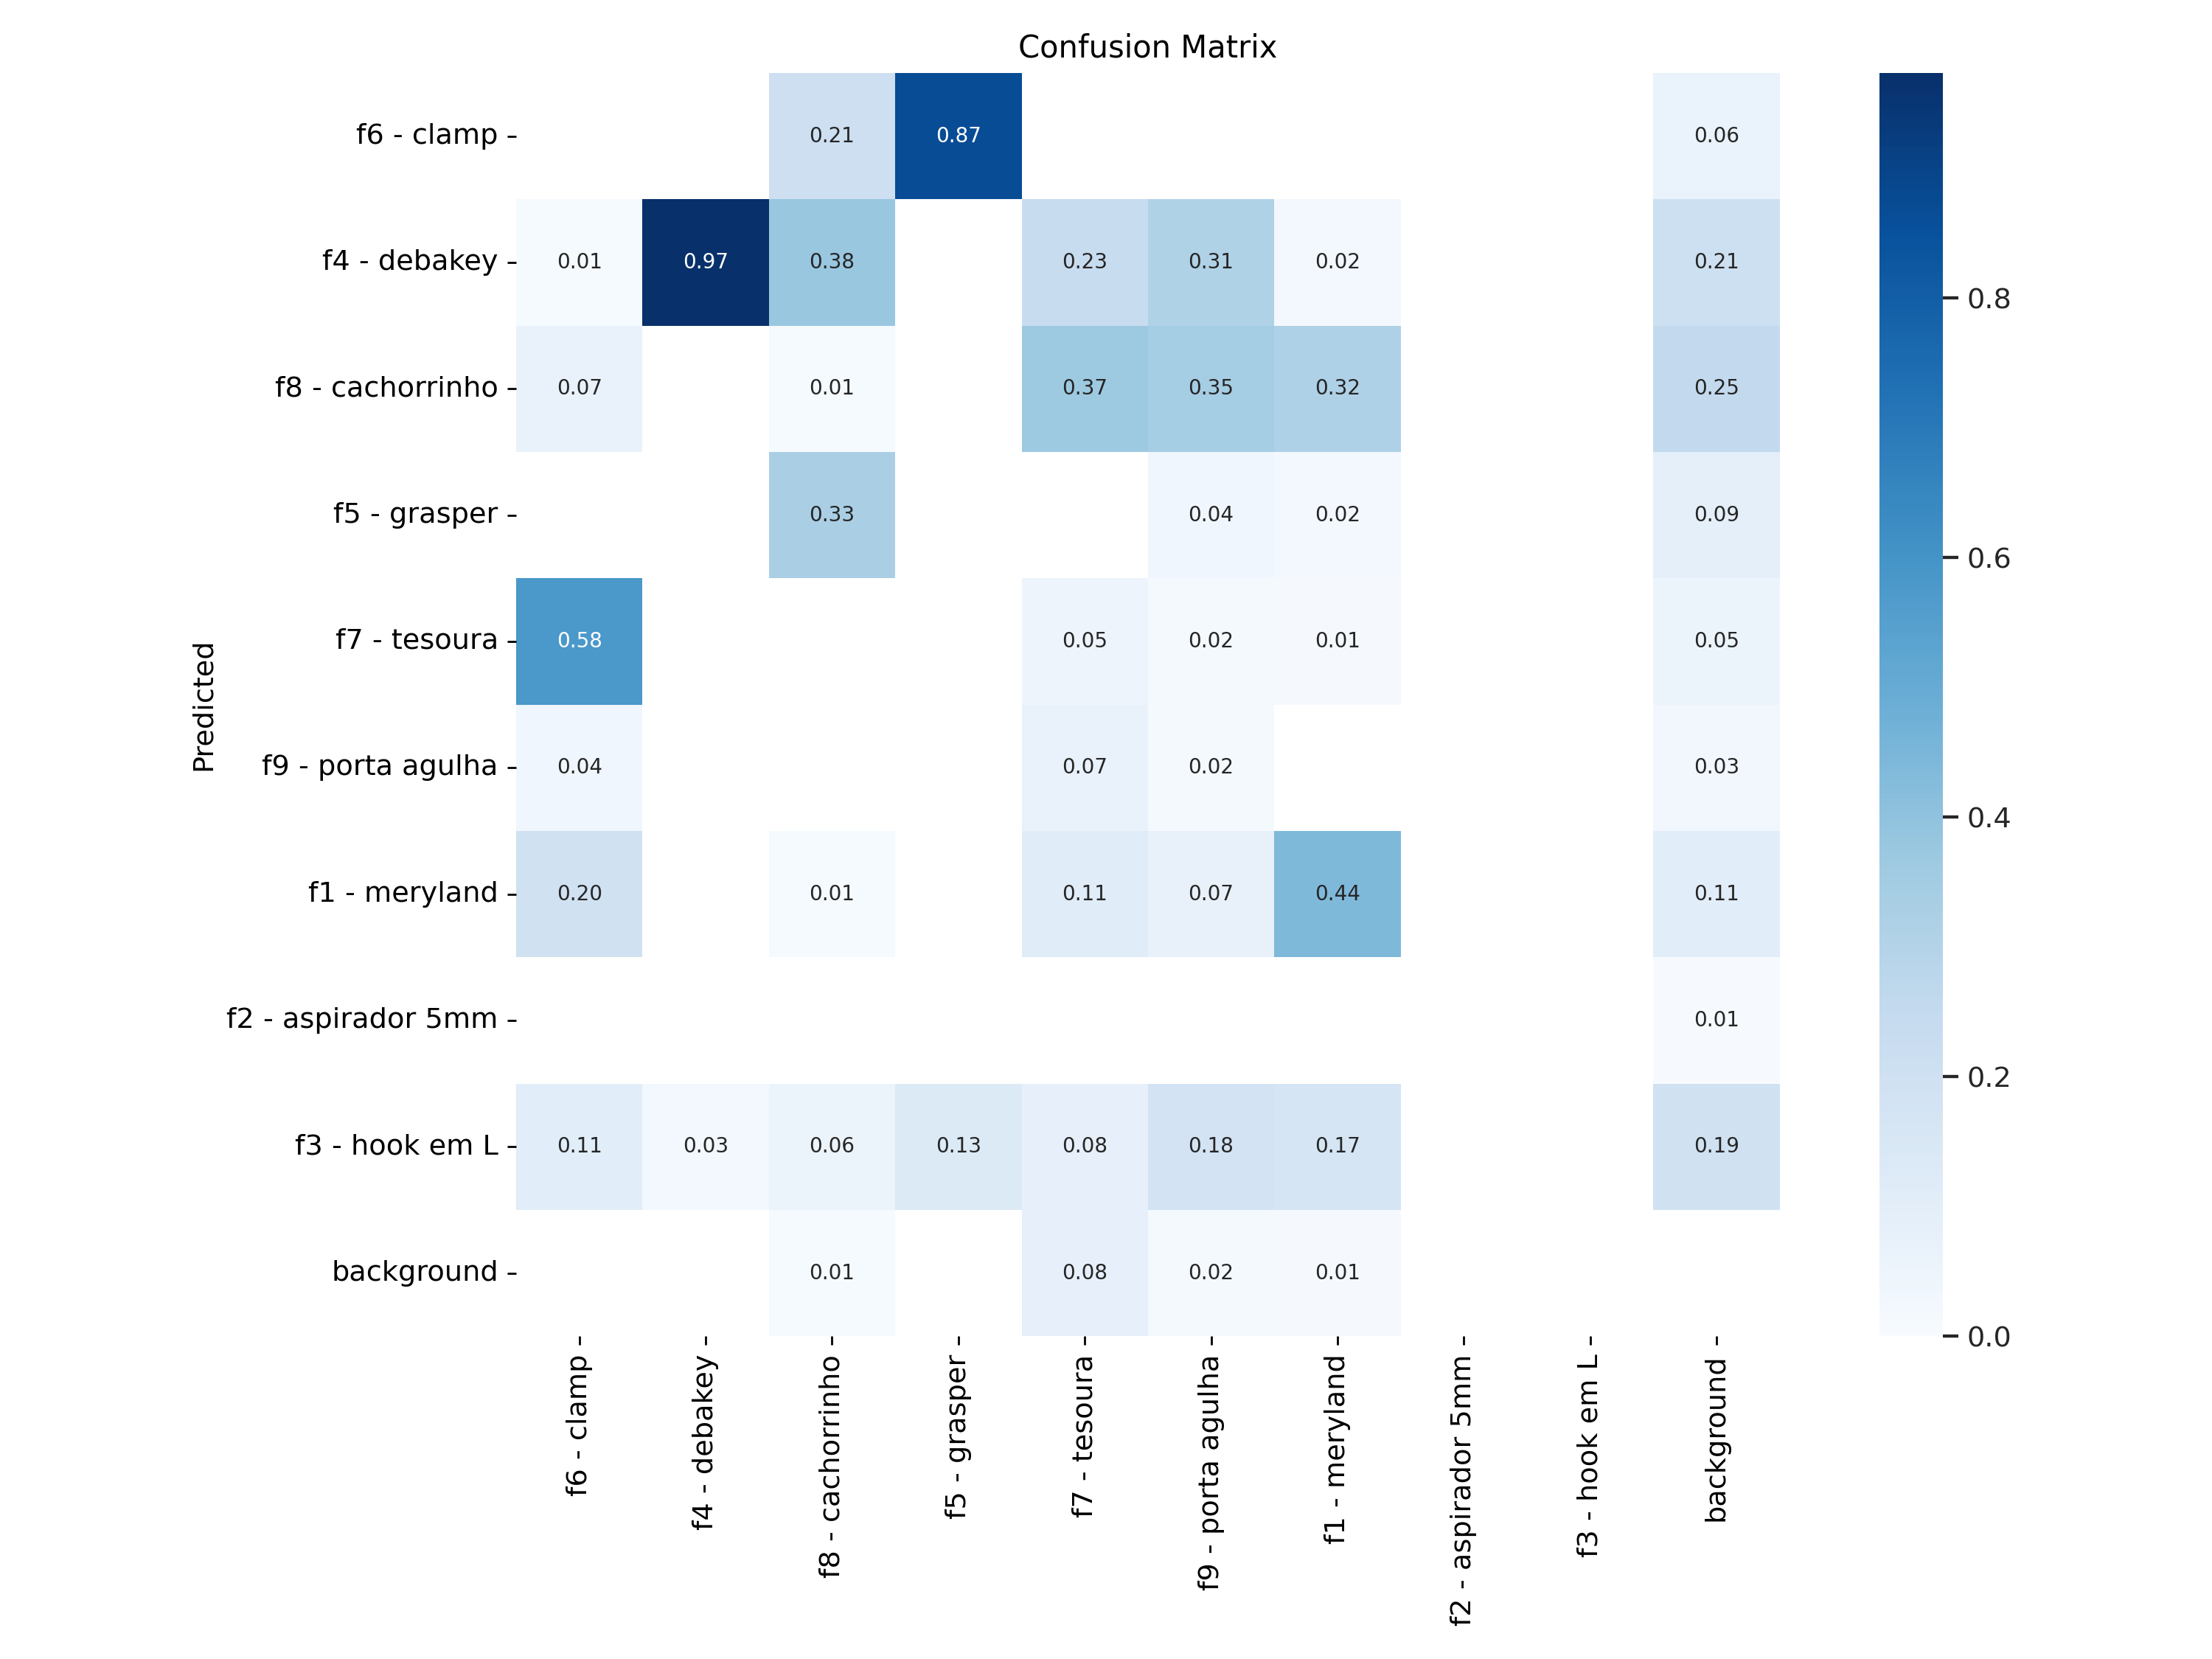 Confusion Matrix
f6 - clamp
0.21 0.87 0.06
f4 - debakey
0.01 0.97 0.38 0.23 0.31 0.02 0.21
0.8
f8 - cachorrinho
0.07 0.01 0.37 0.35 0.32 0.25
f5 - grasper
0.33 0.04 0.02 0.09
0.6
f7 - tesoura
0.58 0.05 0.02 0.01 0.05
Predicted
f9 - porta agulha
0.04 0.07 0.02 0.03
0.4
f1 - meryland
0.20 0.01 0.11 0.07 0.44 0.11
f2 - aspirador 5mm
0.01
0.2
f3 - hook em L
0.11 0.03 0.06 0.13 0.08 0.18 0.17 0.19
background
0.01 0.08 0.02 0.01
0.0
f6 - clamp
f4 - debakey
f8 - cachorrinho
f5 - grasper
f7 - tesoura
f9 - porta agulha
f1 - meryland
f2 - aspirador 5mm
f3 - hook em L
background